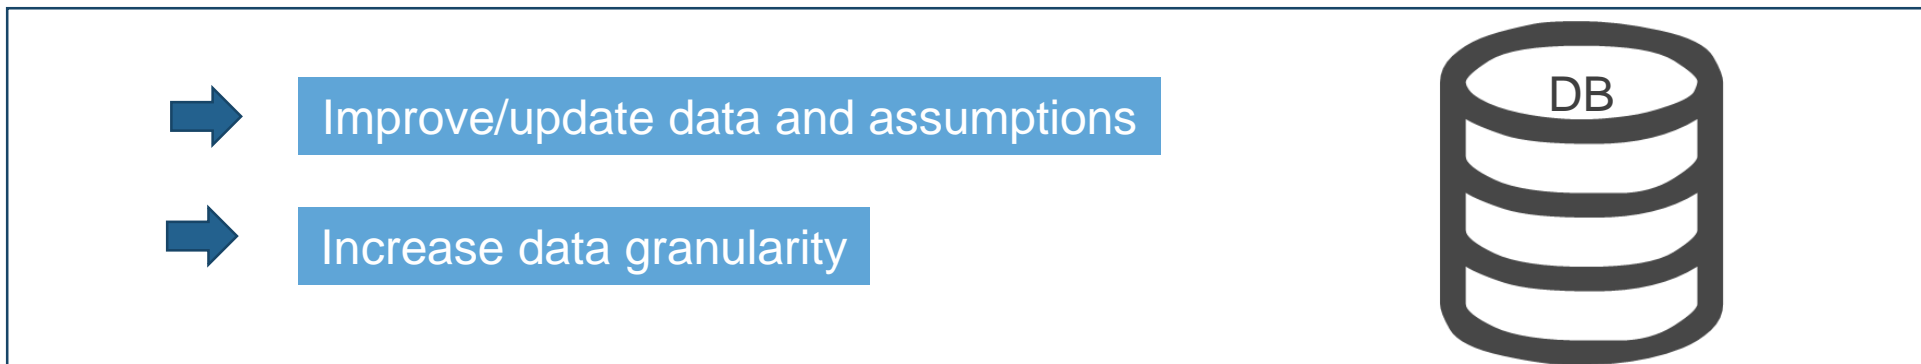 Improve/update data and assumptions
Increase data granularity
DB